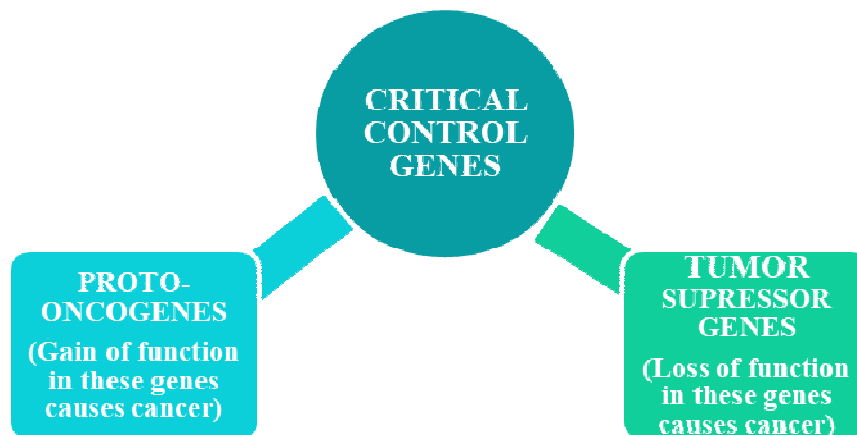 CRITICAL
CONTROL
GENES
PROTO-
ONCOGENES
(Gain of function
in these genes
causes cancer)
TUMOR
SUPRESSOR
GENES
(Loss of function
in these genes
causes cancer)